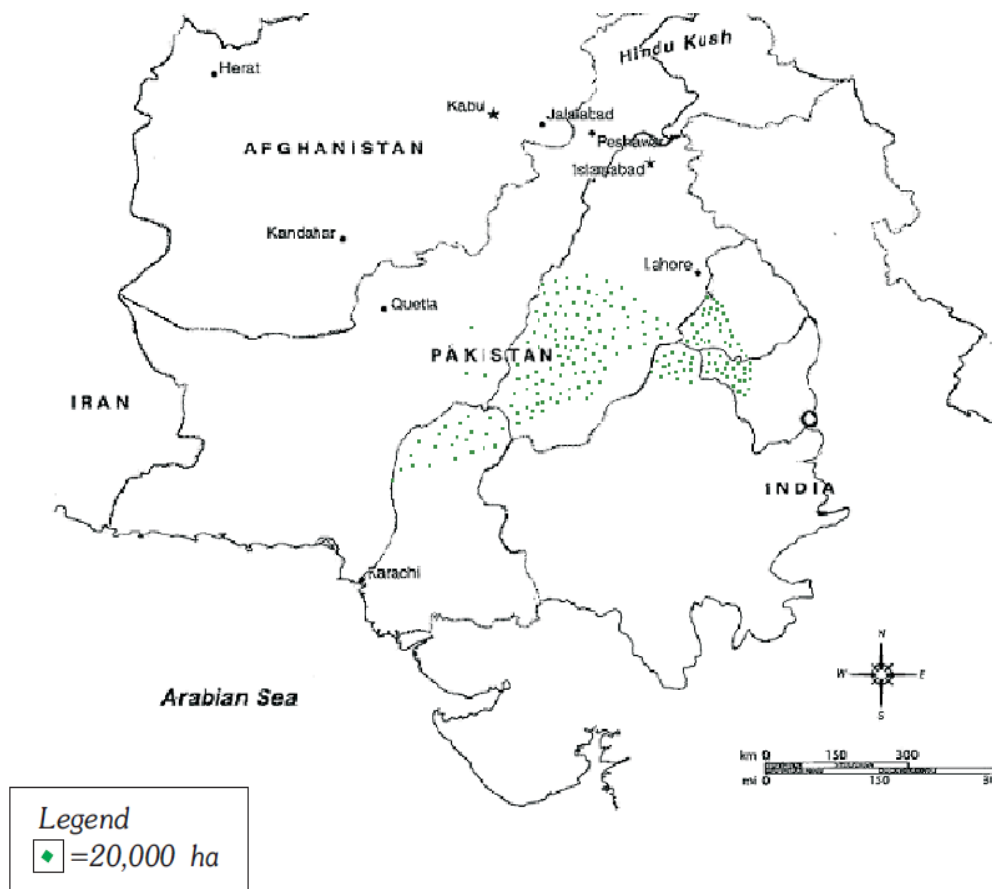 Hindu Kush
Herat
Kabul
Jalalabad
AFGHANISTAN
Peshawar
Islamabad
Kandahar
Lahore
Quetta
PAKISTAN
IRAN
INDIA
Karachi
N
W E
S
Arabian Sea
km 0 150 300
mi 0 150 30
Legend
=20,000 ha